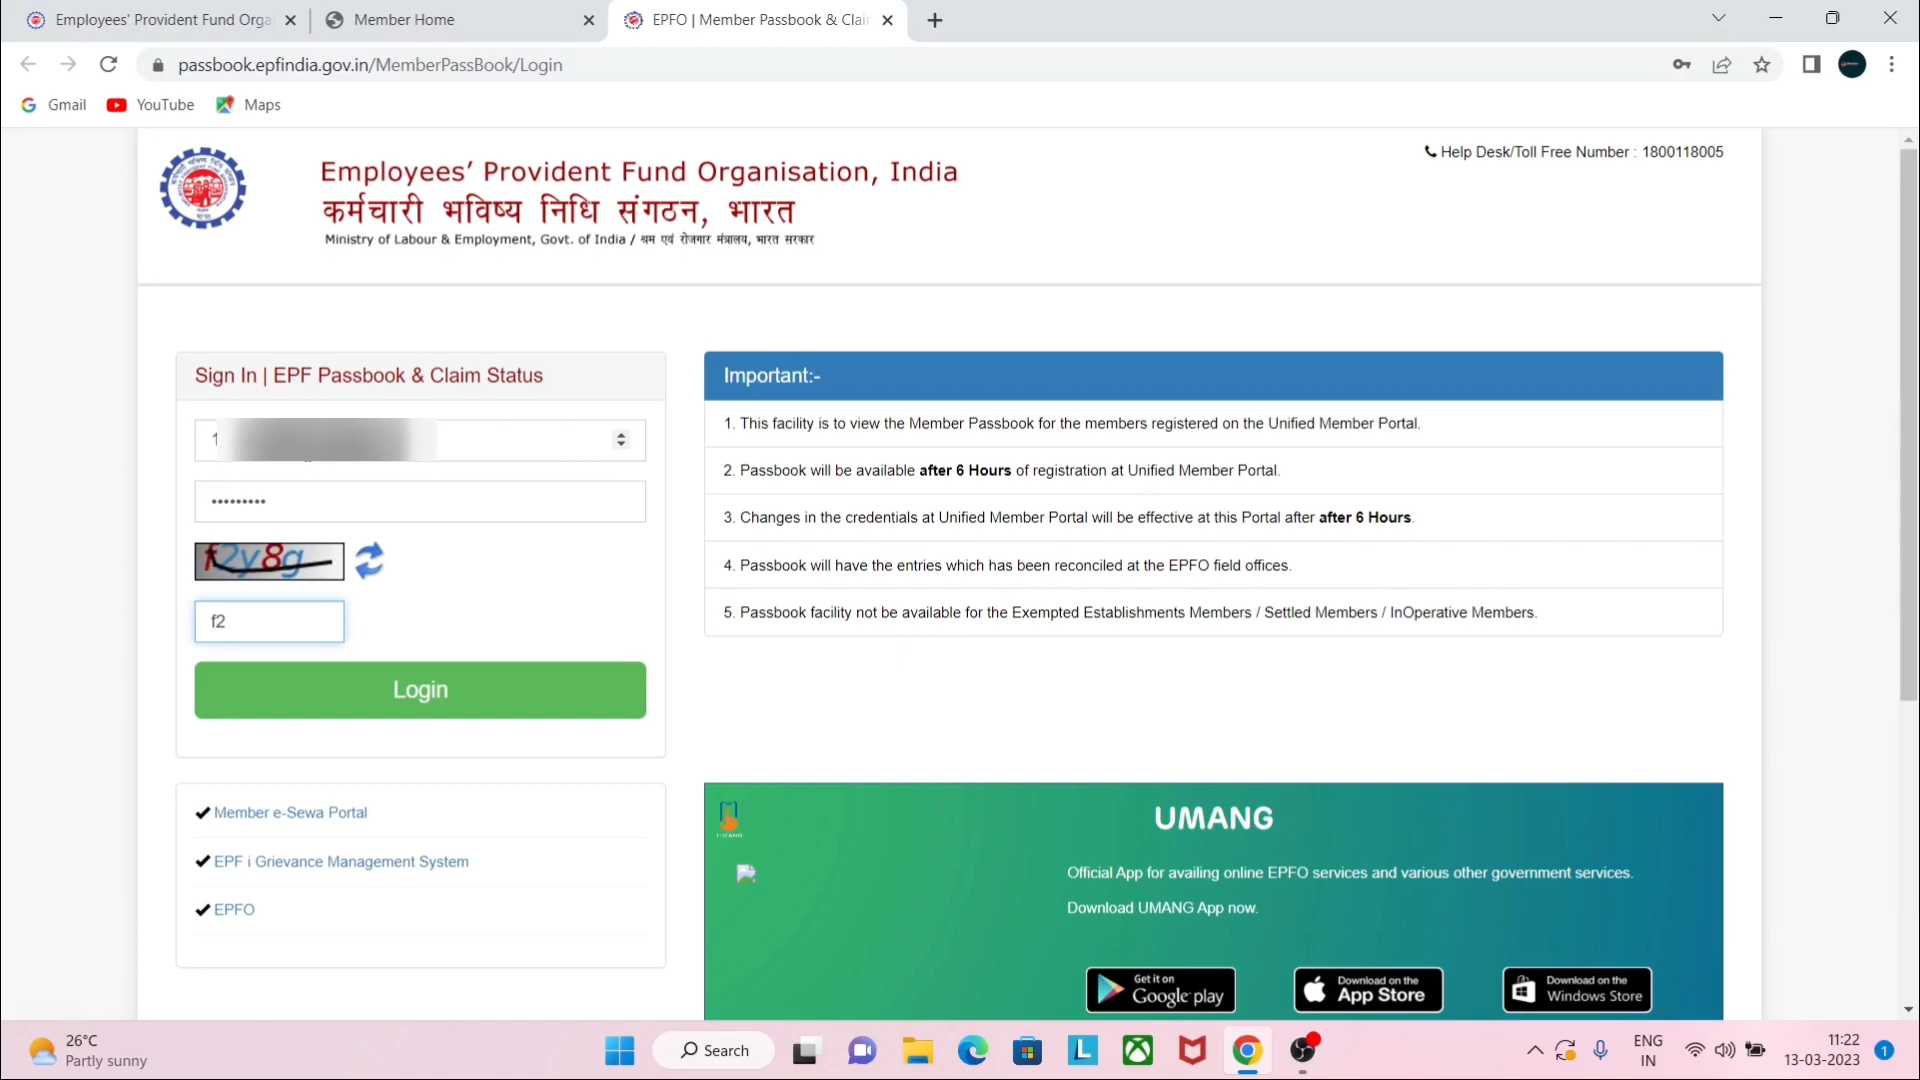 Employees' Provident Fund Orga
Member Home
EPFO | Member Passbook & Clai
passbook.epfindia.gov.in/MemberPassBook/Login
Gmail YouTube Maps
Help Desk/Toll Free Number : 1800118005
Employees' Provident Fund Organisation, India
कर्मचारी भविष्य निधि संगठन, भारत
Ministry of Labour & Employment, Govt. of India / श्रम एवं रोजगार मंत्रालय, भारत सरकार
Sign In | EPF Passbook & Claim Status
1
•••••••••
f2y8g
f2
Login
Important:-
1. This facility is to view the Member Passbook for the members registered on the Unified Member Portal.
2. Passbook will be available after 6 Hours of registration at Unified Member Portal.
3. Changes in the credentials at Unified Member Portal will be effective at this Portal after after 6 Hours.
4. Passbook will have the entries which has been reconciled at the EPFO field offices.
5. Passbook facility not be available for the Exempted Establishments Members / Settled Members / InOperative Members.
Member e-Sewa Portal
EPF i Grievance Management System
EPFO
UMANG
Official App for availing online EPFO services and various other government services.
Download UMANG App now.
Get it on
Google play
Download on the
App Store
Download on the
Windows Store
26°C
Partly sunny
Search
L
ENG
IN
11:22
13-03-2023
1